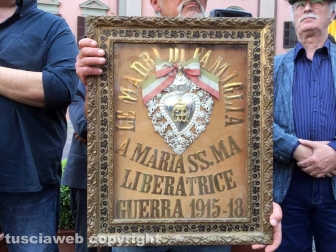 LE MADRI DI FAMIGLIA
A MARIA SS. MA
LIBERATRICE
GUERRA 1915-18
tusciaweb copyright